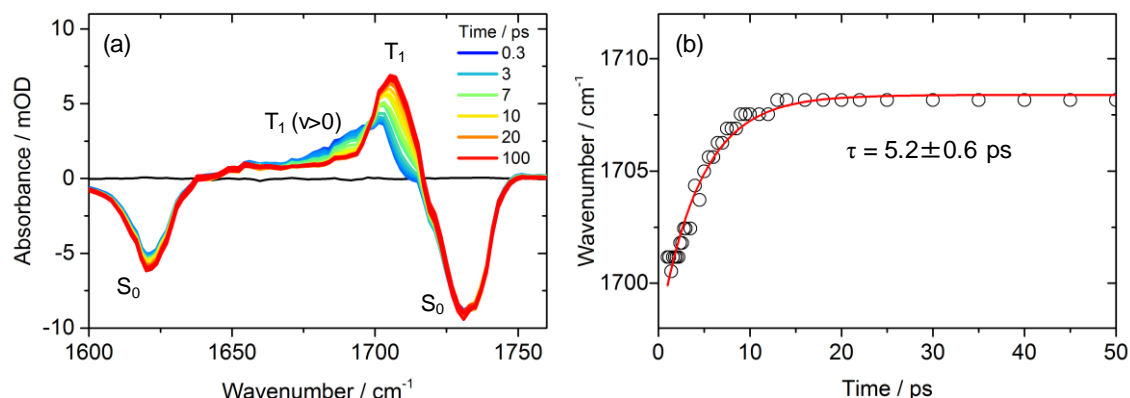 (a)
T₁
Time / ps
0.3
3
7
10
20
100
T₁ (v>0)
S₀
S₀
10
5
0
-5
-10
Absorbance / mOD
1600
1650
1700
1750
Wavenumber / cm⁻¹
(b)
τ = 5.2±0.6 ps
1710
1705
1700
Wavenumber / cm⁻¹
0
10
20
30
40
50
Time / ps